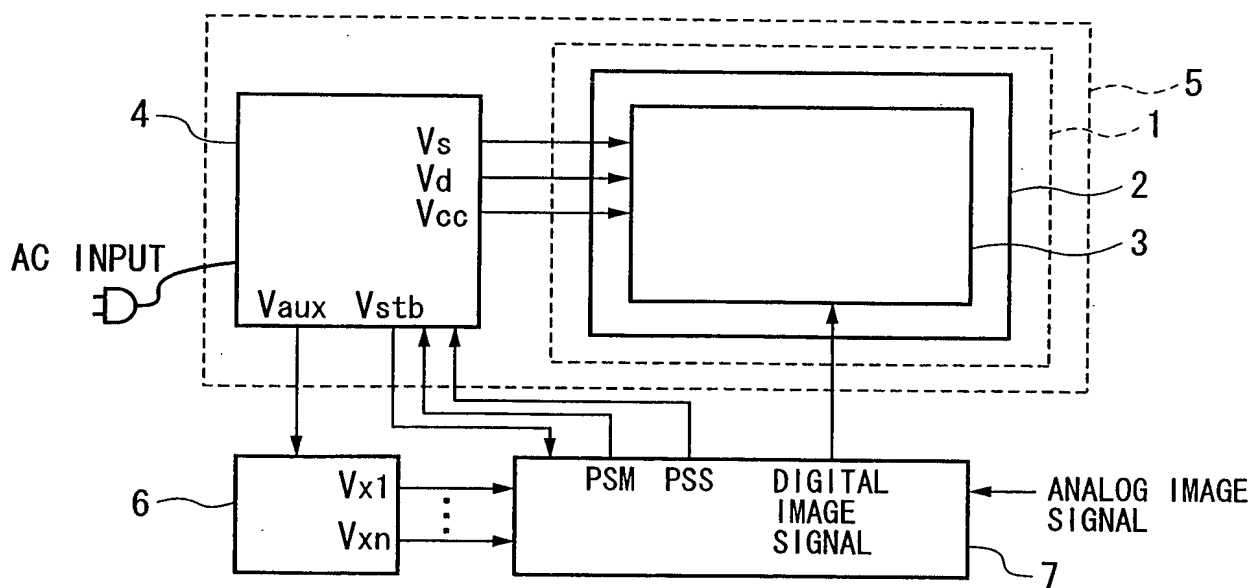 5
1
4
Vs
Vd
Vcc
2
3
AC INPUT
Vaux Vstb
6
Vx1
Vxn
PSM PSS DIGITAL
IMAGE
SIGNAL
ANALOG IMAGE
SIGNAL
7